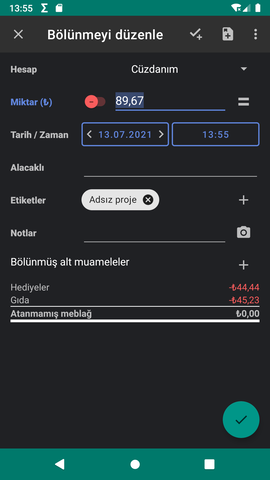 13:55
Bölünmeyi düzenle
Hesap Cüzdanım
Miktar (₺) 89,67
Tarih / Zaman 13.07.2021 13:55
Alacaklı
Etiketler Adsız proje
Notlar
Bölünmüş alt muameleler
Hediyeler -₺44,44
Gıda -₺45,23
Atanmamış meblağ ₺0,00